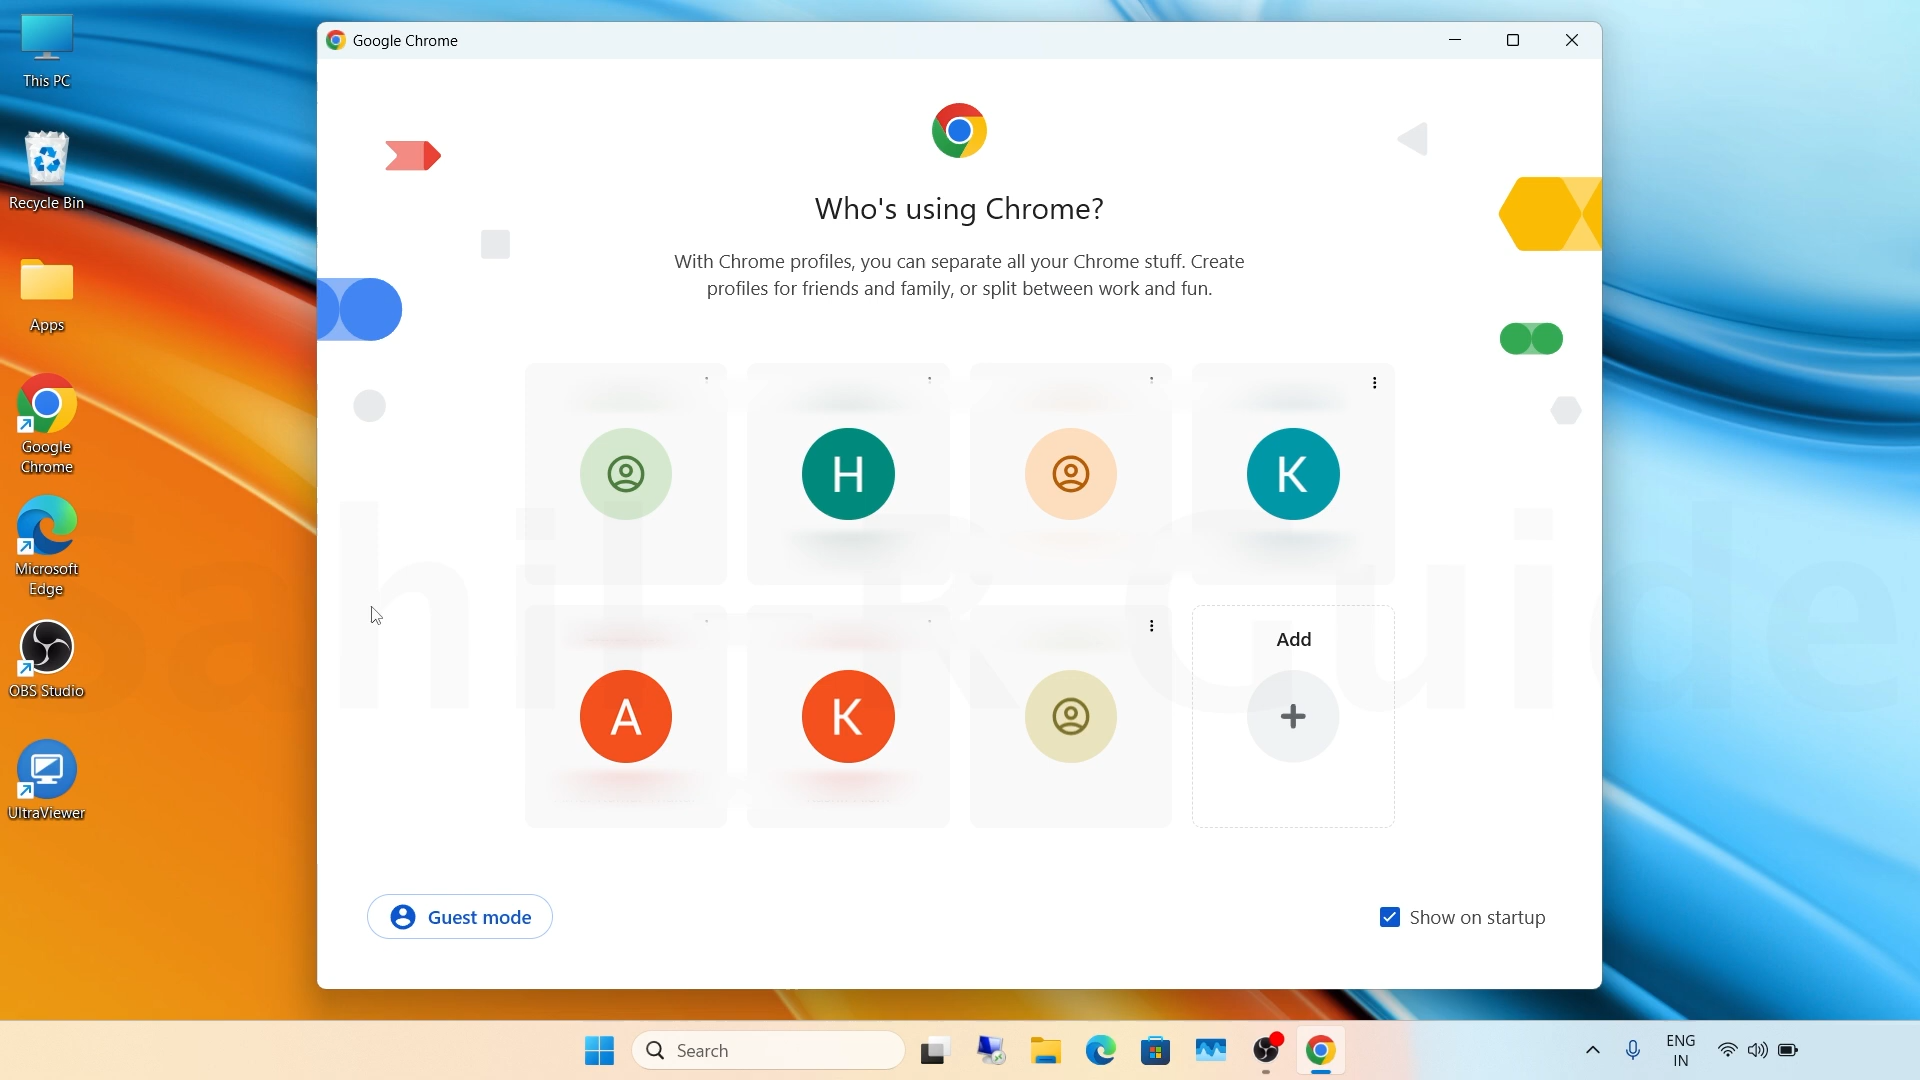 This PC
Recycle Bin
Apps
Google
Chrome
Microsoft
Edge
OBS Studio
UltraViewer
Google Chrome
Who's using Chrome?
With Chrome profiles, you can separate all your Chrome stuff. Create
profiles for friends and family, or split between work and fun.
H
K
A
K
Add
Guest mode
Show on startup
Sahil R Guide
Search
ENG
IN